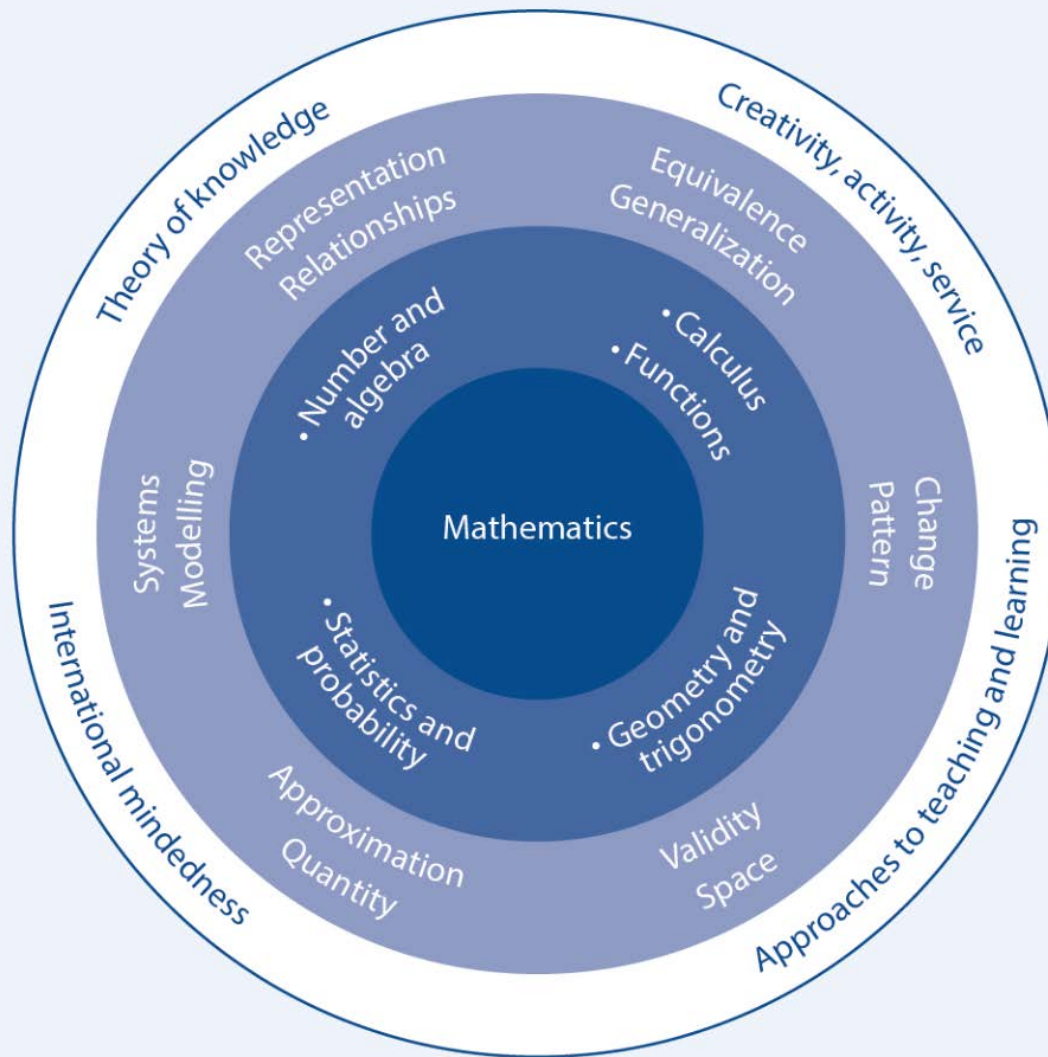 Theory of knowledge
Creativity, activity, service
Representation
Relationships
Equivalence
Generalization
• Number and
algebra
• Calculus
• Functions
Systems
Modelling
Mathematics
Change
Pattern
• Statistics and
probability
• Geometry and
trigonometry
Approximation
Quantity
Validity
Space
International mindedness
Approaches to teaching and learning